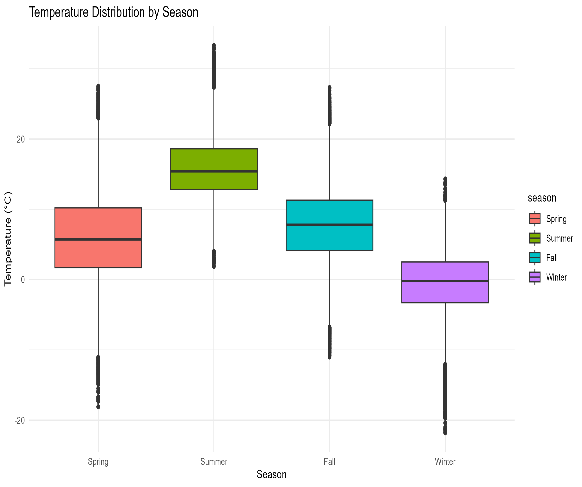 Temperature Distribution by Season
Temperature (°C)
20
0
-20
Spring
Summer
Fall
Winter
Season
season
Spring
Summer
Fall
Winter